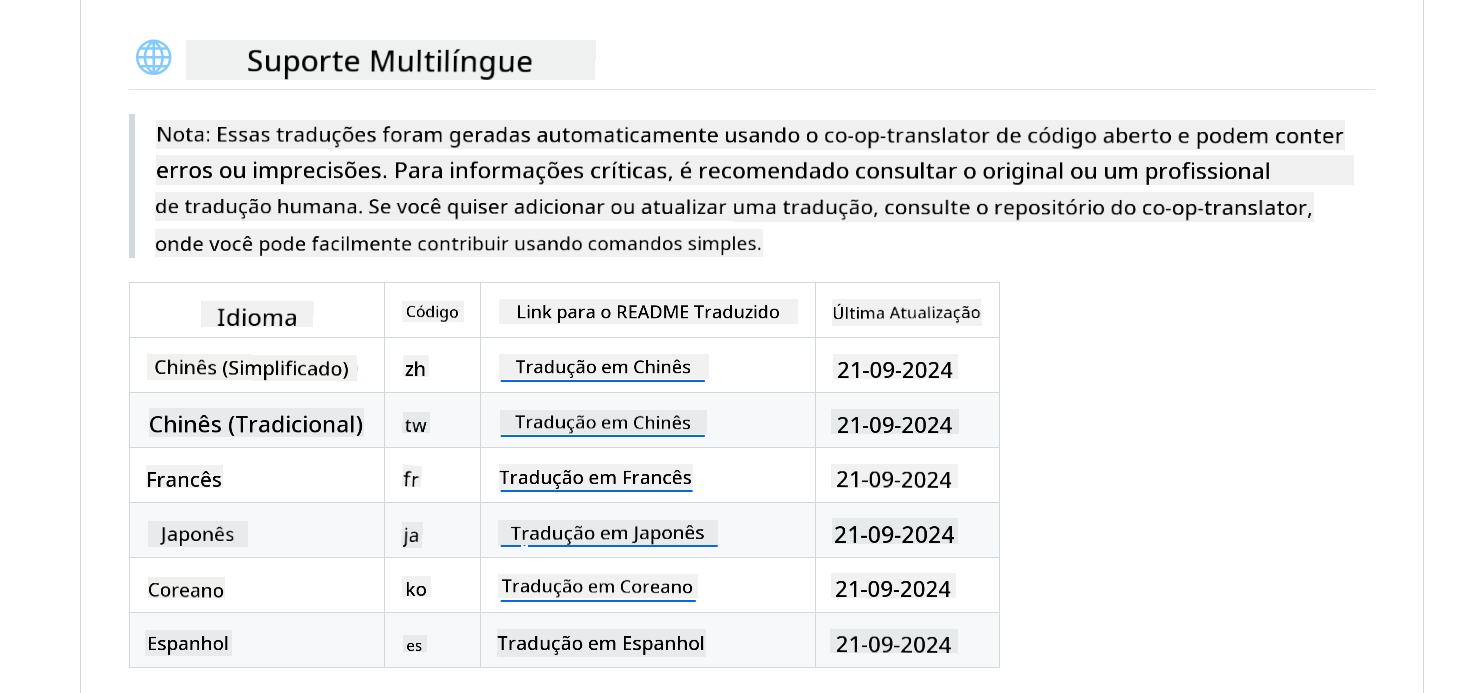 Suporte Multilíngue
Nota: Essas traduções foram geradas automaticamente usando o co-op-translator de código aberto e podem conter
erros ou imprecisões. Para informações críticas, é recomendado consultar o original ou um profissional
de tradução humana. Se você quiser adicionar ou atualizar uma tradução, consulte o repositório do co-op-translator,
onde você pode facilmente contribuir usando comandos simples.
Idioma Código Link para o README Traduzido Última Atualização
Chinês (Simplificado) zh Tradução em Chinês 21-09-2024
Chinês (Tradicional) tw Tradução em Chinês 21-09-2024
Francês fr Tradução em Francês 21-09-2024
Japonês ja Tradução em Japonês 21-09-2024
Coreano ko Tradução em Coreano 21-09-2024
Espanhol es Tradução em Espanhol 21-09-2024